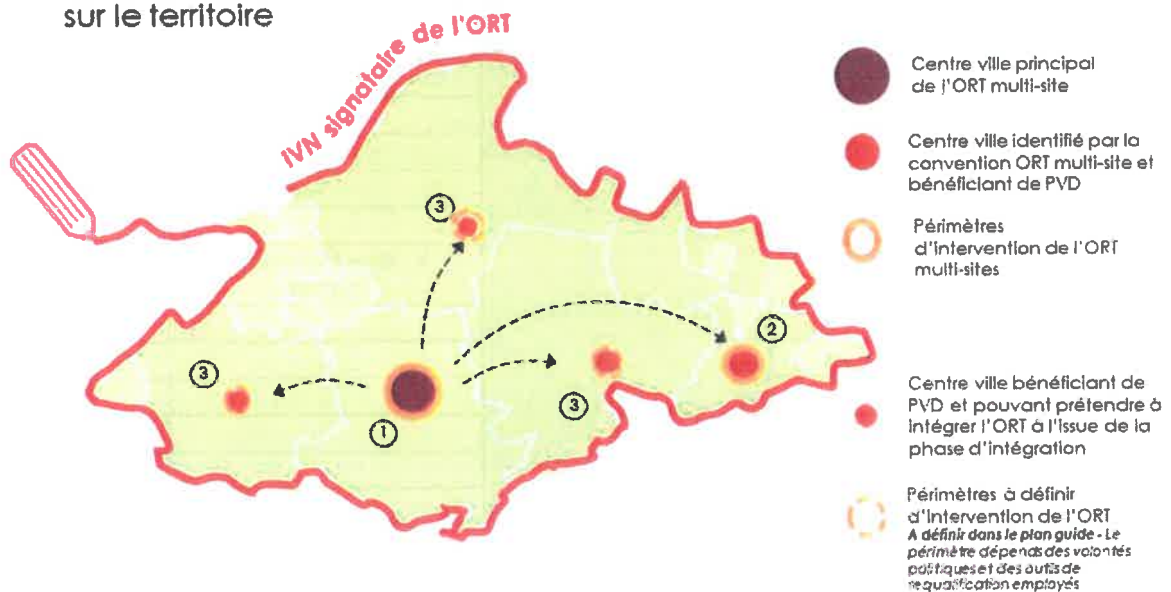 sur le territoire
IVN signataire de l'ORT
3
2
3
3
1
Centre ville principal
de l'ORT multi-site
Centre ville identifié par la
convention ORT multi-site et
bénéficiant de PVD
Périmètres
d'intervention de l'ORT
multi-sites
Centre ville bénéficiant de
PVD et pouvant prétendre à
intégrer l'ORT à l'issue de la
phase d'intégration
Périmètres à définir
d'intervention de l'ORT
A définir dans le plan guide - Le
périmètre dépends des volontés
politiques et des outils de
requalification employés